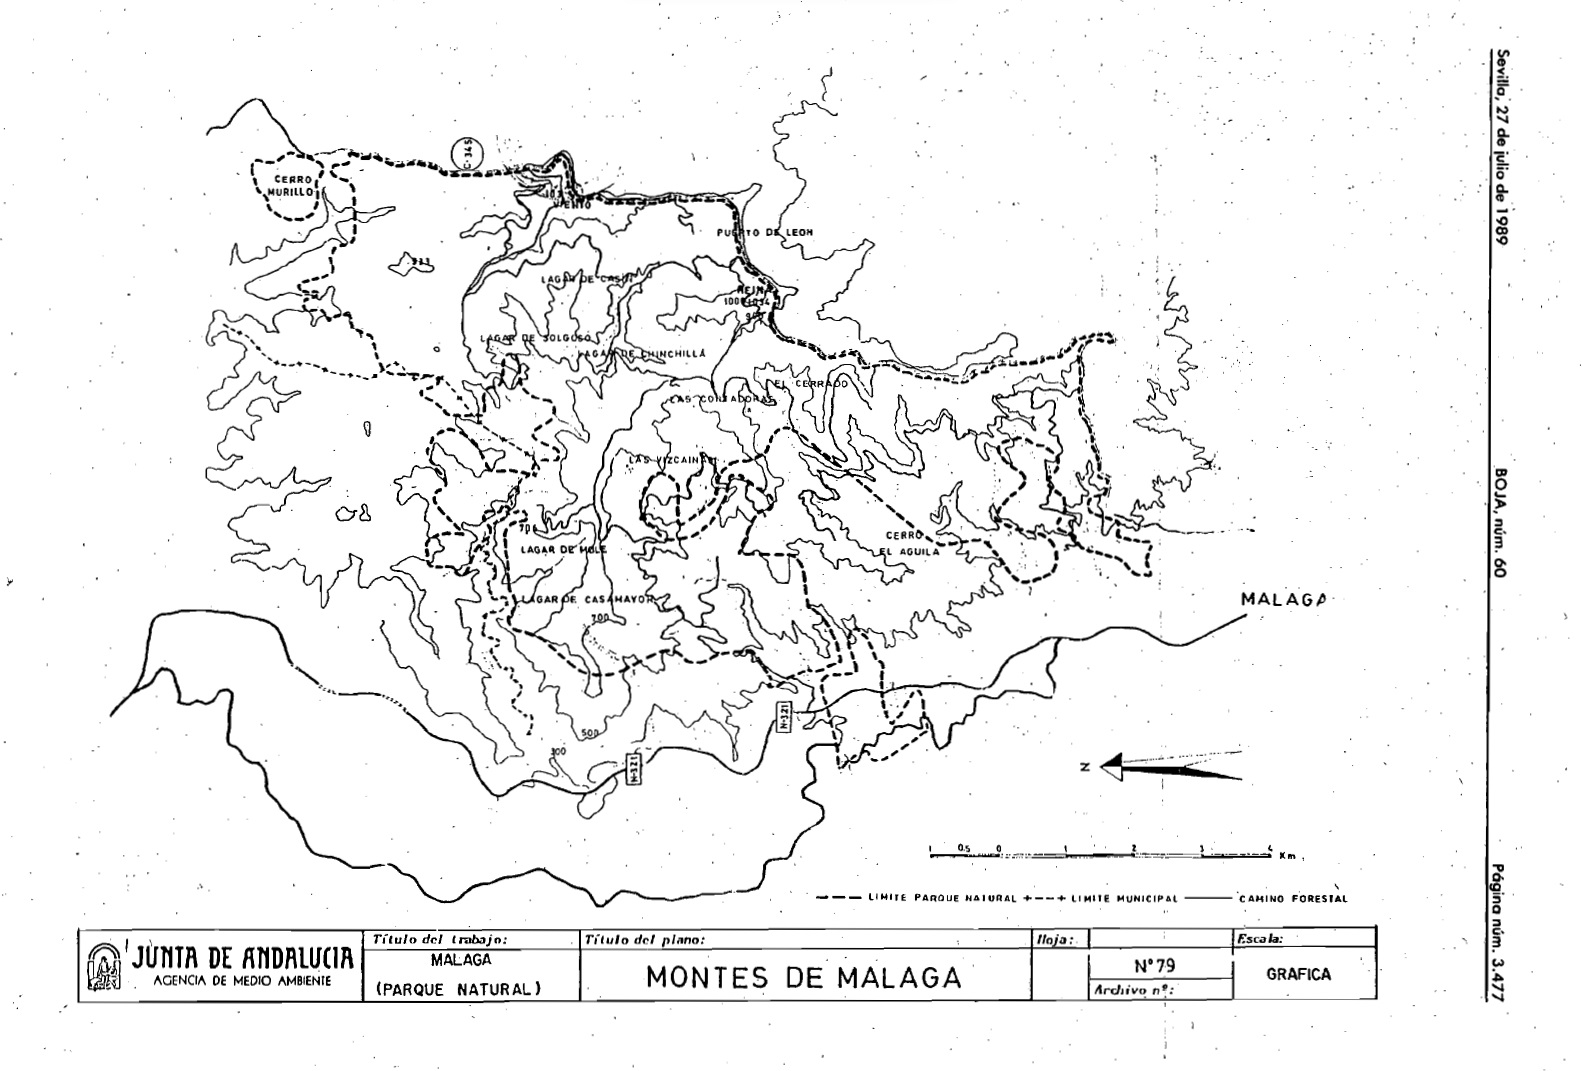 Sevilla, 27 de julio de 1989
BOJA, núm. 60
Página núm. 3.477
C-345
CERRO
MURILLO
VIENTO
PUERTO DE LEON
LAGAR DE
REINA
1000
LAGAR DE SOLGOSO
LAGAR DE CHINCHILLA
EL CERRADO
LAS CONTADORAS
LAS VIZCAINAS
CERRO
EL AGUILA
LAGAR DE
LAGAR DE CASAMAYOR
700
MALAGA
500
300
N-321
N-321
N
1 0.5 0 1 2 3 4 Km.
LIMITE PARQUE NATURAL LIMITE MUNICIPAL CAMINO FORESTAL
JUNTA DE ANDALUCIA
AGENCIA DE MEDIO AMBIENTE
Título del trabajo:
MALAGA
(PARQUE NATURAL)
Título del plano:
MONTES DE MALAGA
Hoja:
Nº79
Archivo nº:
Escala:
GRAFICA